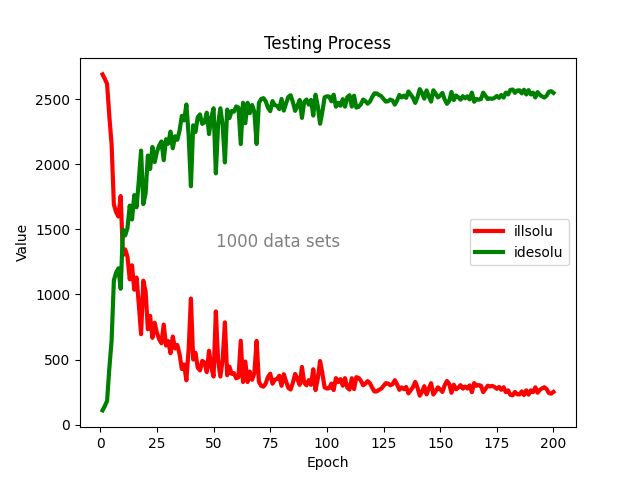 Testing Process
Value
2500
2000
1500
1000
500
0
1000 data sets
illsolu
idesolu
0 25 50 75 100 125 150 175 200
Epoch